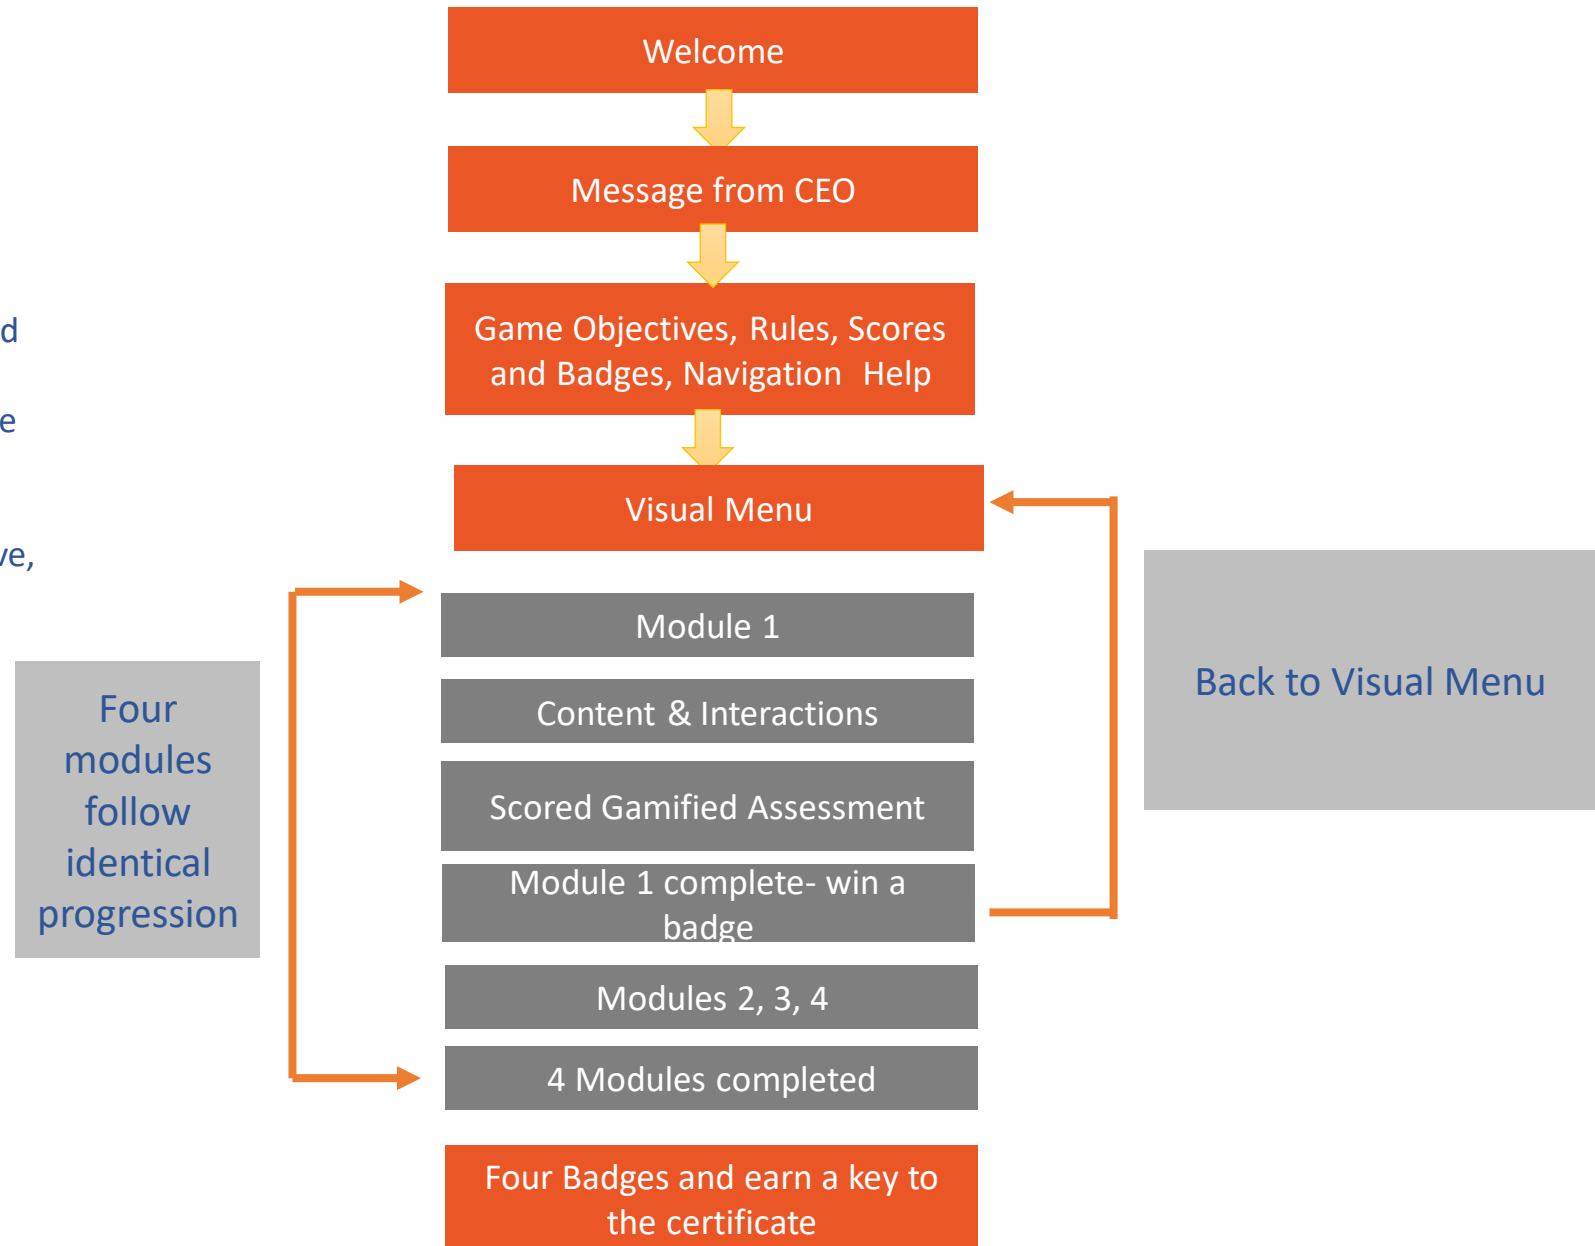 Welcome
Message from CEO
Game Objectives, Rules, Scores
and Badges, Navigation Help
Visual Menu
Module 1
Content & Interactions
Scored Gamified Assessment
Module 1 complete- win a
badge
Modules 2, 3, 4
4 Modules completed
Four Badges and earn a key to
the certificate
Four
modules
follow
identical
progression
Back to Visual Menu